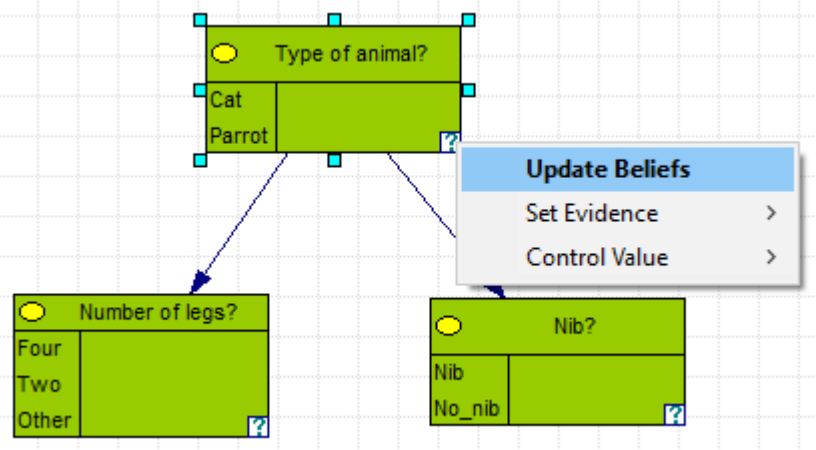 Type of animal?
Cat
Parrot
?
Update Beliefs
Set Evidence
Control Value
Number of legs?
Four
Two
Other
?
Nib?
Nib
No_nib
?